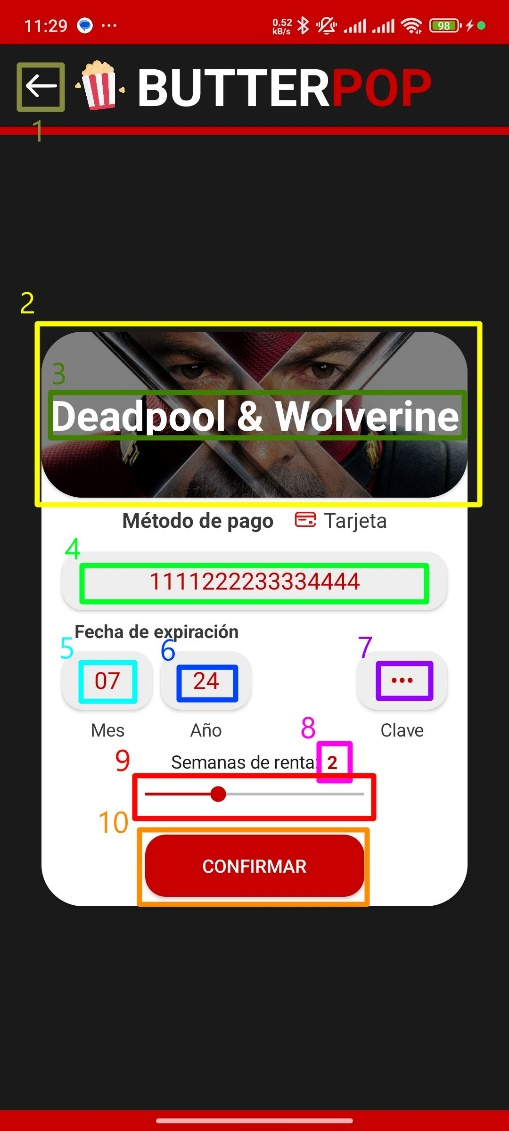 11:29 ... 0.52 kB/s 98
BUTTERPOP
1
2
3
Deadpool & Wolverine
Método de pago Tarjeta
4
1111222233334444
Fecha de expiración
5 6 7
07 24 •••
Mes Año Clave
8
9 Semanas de renta: 2
10
CONFIRMAR